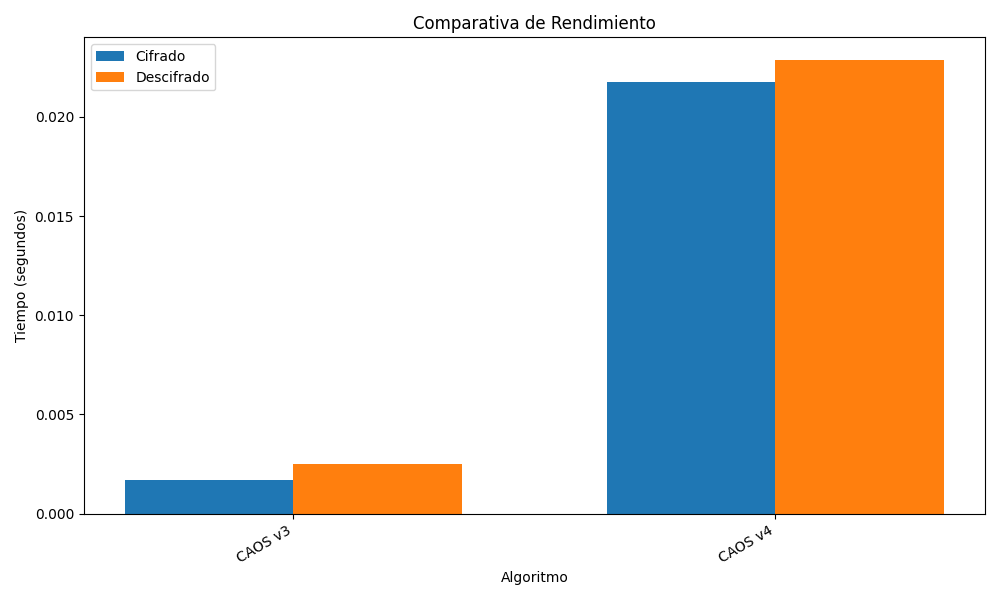 Comparativa de Rendimiento
Cifrado
Descifrado
Tiempo (segundos)
0.020
0.015
0.010
0.005
0.000
CAOS v3
CAOS v4
Algoritmo